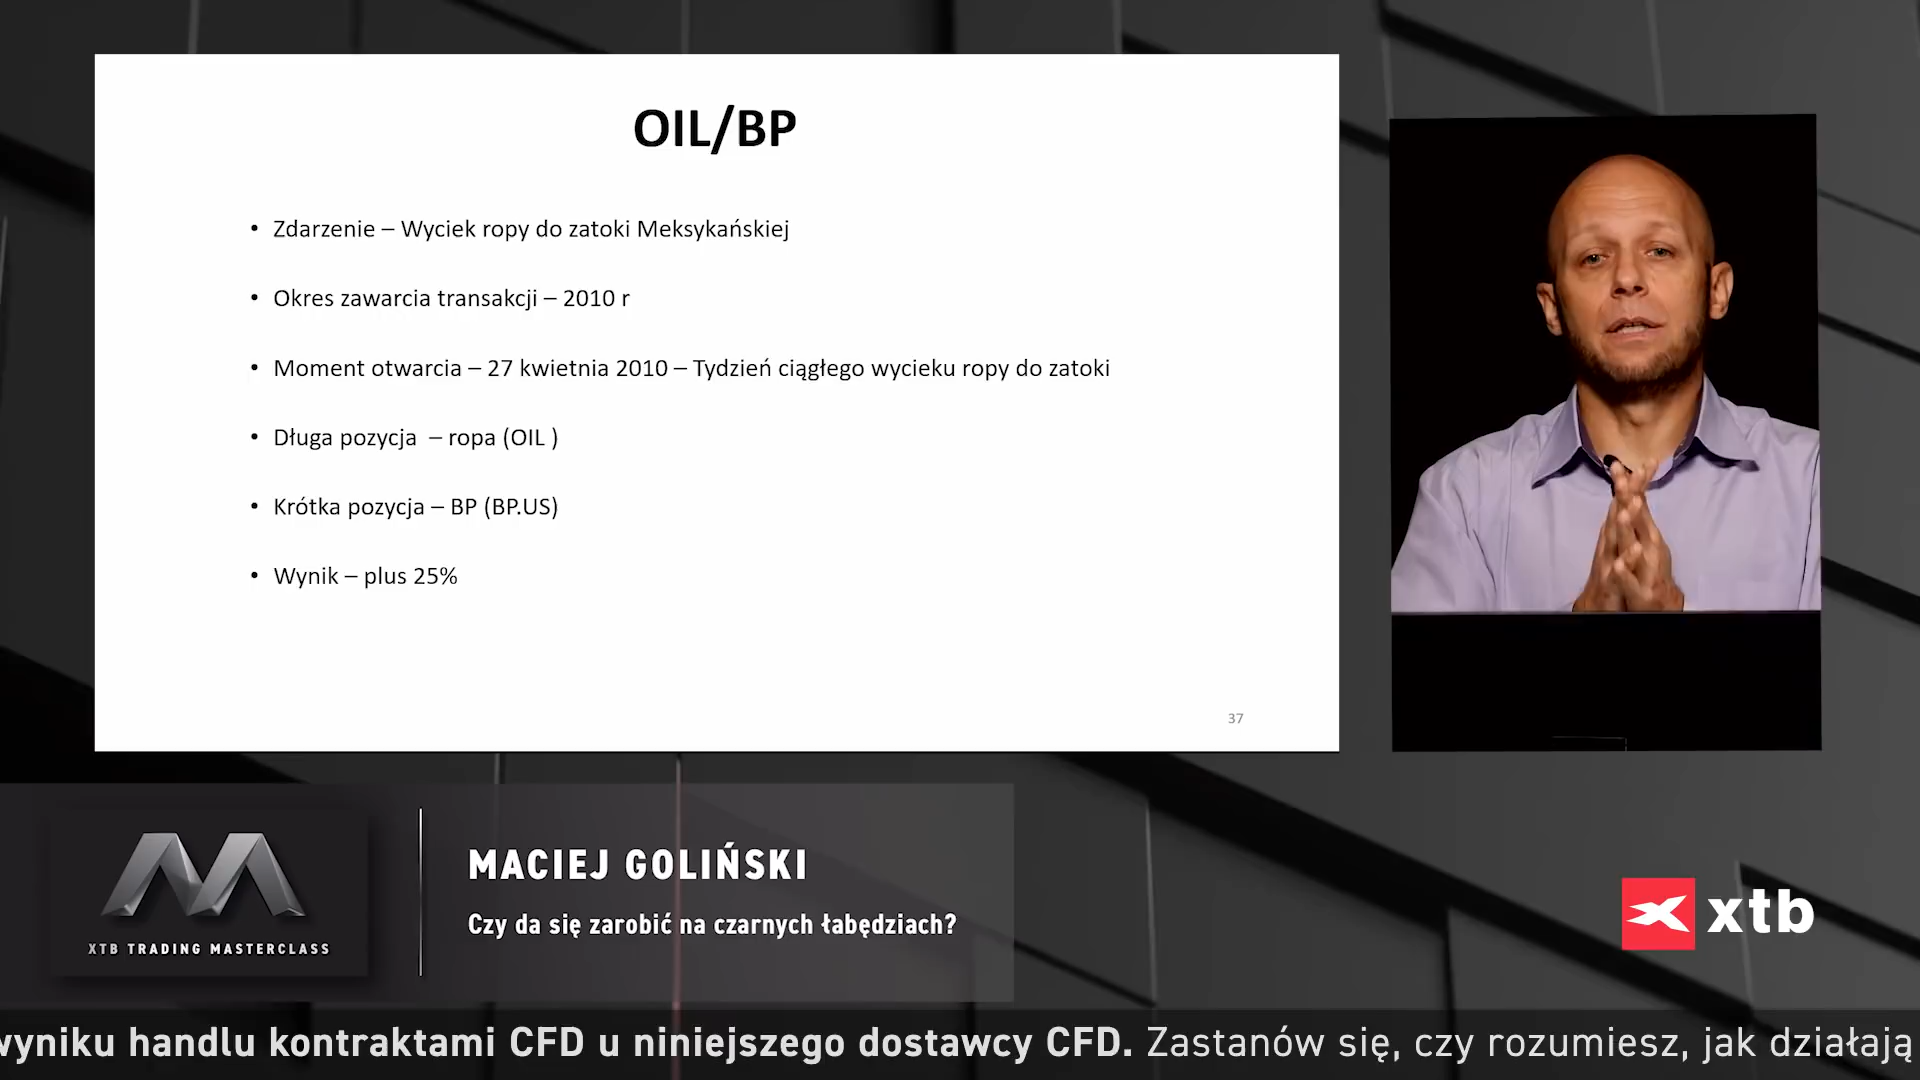 OIL/BP
• Zdarzenie – Wyciek ropy do zatoki Meksykańskiej
• Okres zawarcia transakcji – 2010 r
• Moment otwarcia – 27 kwietnia 2010 – Tydzień ciągłego wycieku ropy do zatoki
• Długa pozycja – ropa (OIL )
• Krótka pozycja – BP (BP.US)
• Wynik – plus 25%
37
MACIEJ GOLIŃSKI
Czy da się zarobić na czarnych łabędziach?
XTB TRADING MASTERCLASS
xtb
wyniku handlu kontraktami CFD u niniejszego dostawcy CFD. Zastanów się, czy rozumiesz, jak działają